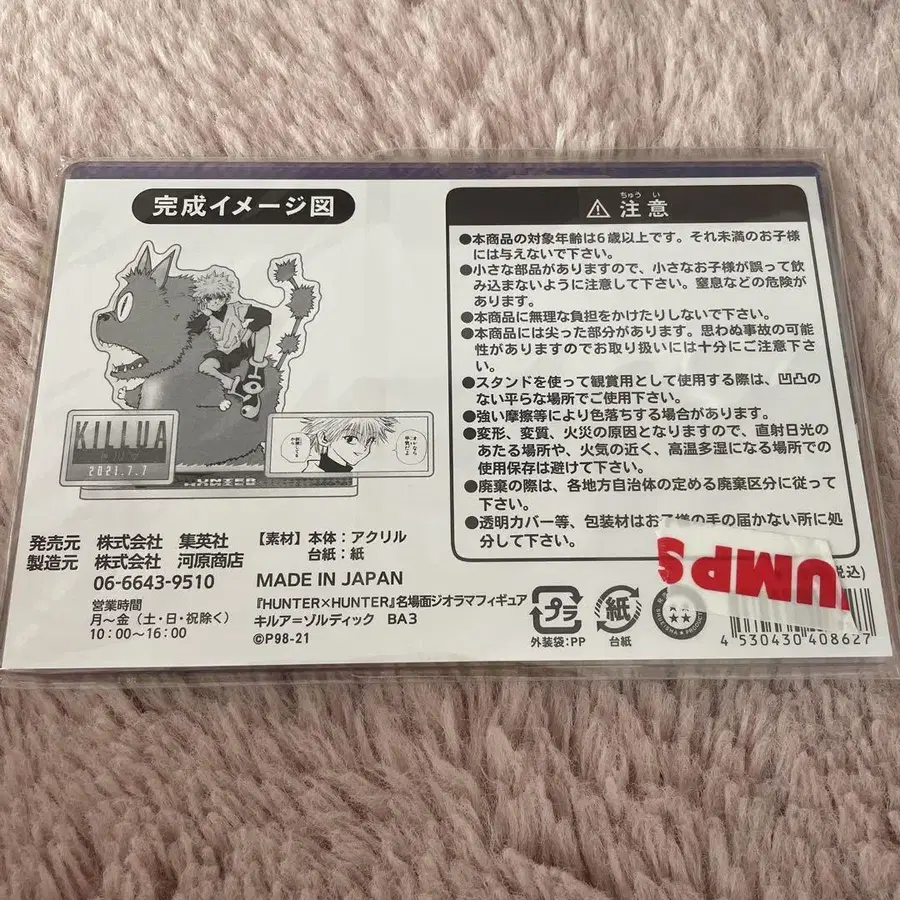 完成イメージ図
KILLUA
キルア
2021.7.7
ちゅう い
注意
●本商品の対象年齢は6歳以上です。それ未満のお子様
には与えないで下さい。
●小さな部品がありますので、小さなお子様が誤って飲
み込まないように注意して下さい。窒息などの危険が
あります。
●本商品に無理な負担をかけたりしないで下さい。
●本商品には尖った部分があります。思わぬ事故の可能
性がありますのでお取り扱いには十分にご注意下さ
い。
●スタンドを使って観賞用として使用する際は、凹凸の
ない平らな場所でご使用下さい。
●強い摩擦等により色落ちする場合があります。
●変形、変質、火災の原因となりますので、直射日光の
あたる場所や、火気の近く、高温多湿になる場所での
使用保存は避けて下さい。
●廃棄の際は、各地方自治体の定める廃棄区分に従って
下さい。
●透明カバー等、包装材はお子様の手の届かない所に処
分して下さい。
発売元 株式会社 集英社
製造元 株式会社 河原商店
06-6643-9510
営業時間
月〜金（土・日・祝除く）
10：00〜16：00
【素材】本体：アクリル
台紙：紙
MADE IN JAPAN
『HUNTER×HUNTER』名場面ジオラマフィギュア
キルア＝ゾルディック BA3
©P98-21
プラ
外装袋：PP
紙
台紙
税込)
UMPS
4530430408627